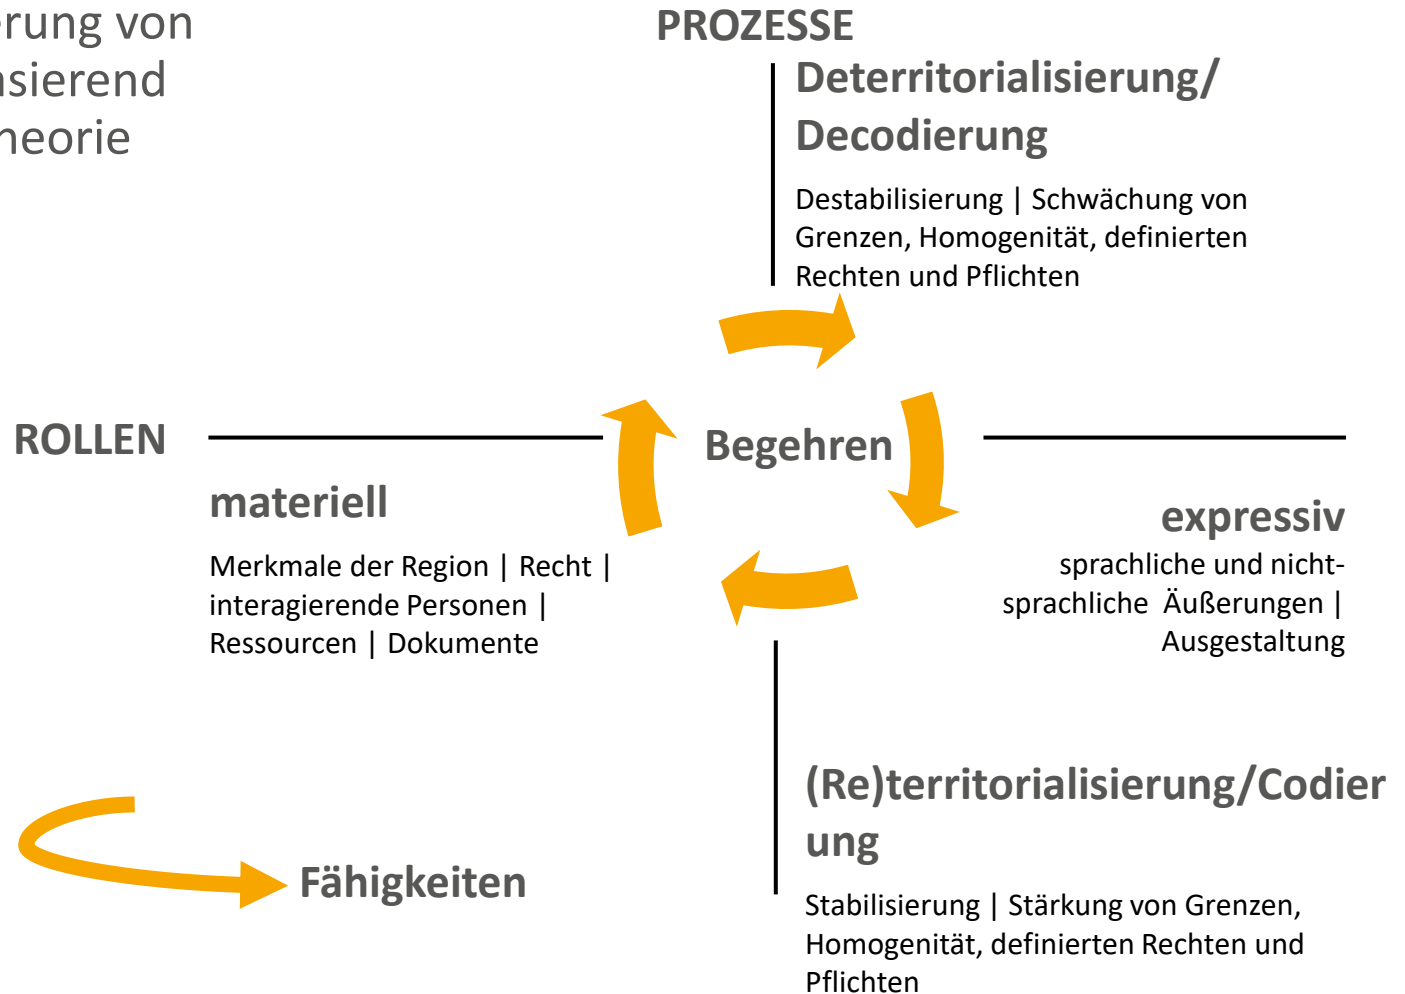 erung von
asierend
heorie
PROZESSE
Deterritorialisierung/
Decodierung
Destabilisierung | Schwächung von
Grenzen, Homogenität, definierten
Rechten und Pflichten
ROLLEN
Begehren
materiell
Merkmale der Region | Recht |
interagierende Personen |
Ressourcen | Dokumente
expressiv
sprachliche und nicht-
sprachliche Äußerungen |
Ausgestaltung
(Re)territorialisierung/Codier
ung
Stabilisierung | Stärkung von Grenzen,
Homogenität, definierten Rechten und
Pflichten
Fähigkeiten